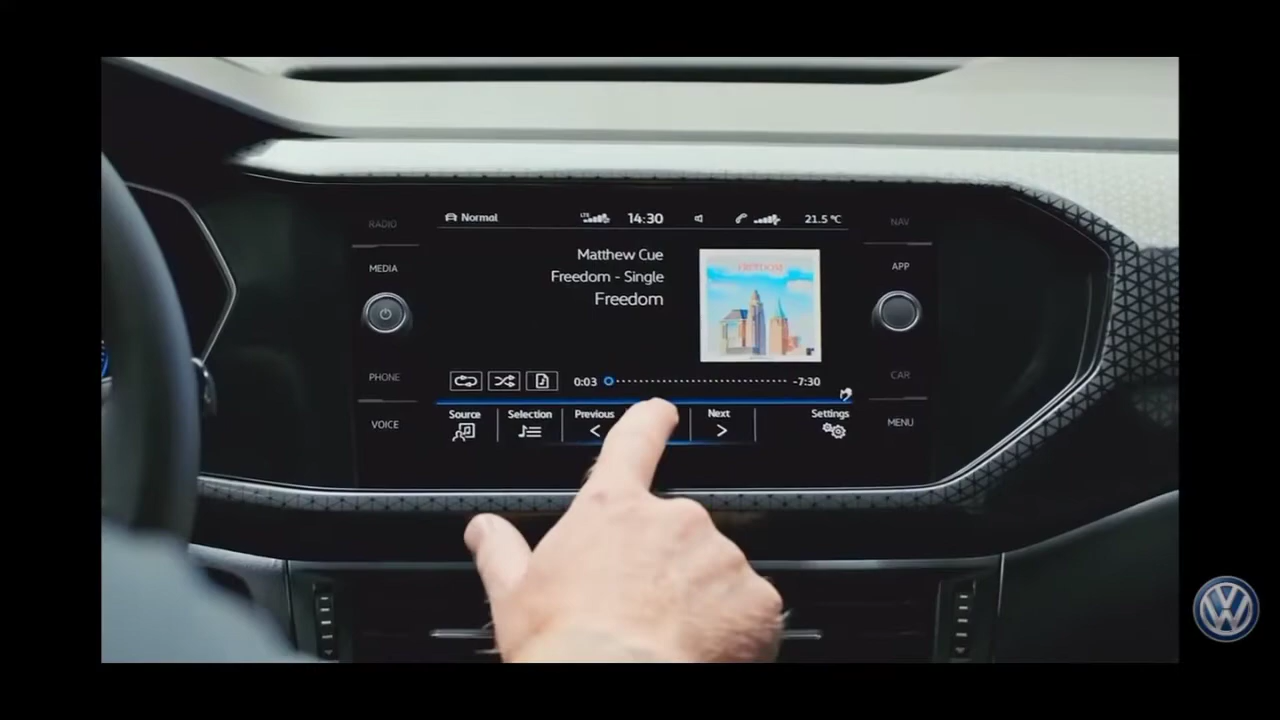 RADIO
MEDIA
PHONE
VOICE
Normal
LTE
14:30
21.5 °C
Matthew Cue
Freedom - Single
Freedom
FREEDOM
0:03
-7:30
Source
Selection
Previous
Next
Settings
NAV
APP
CAR
MENU